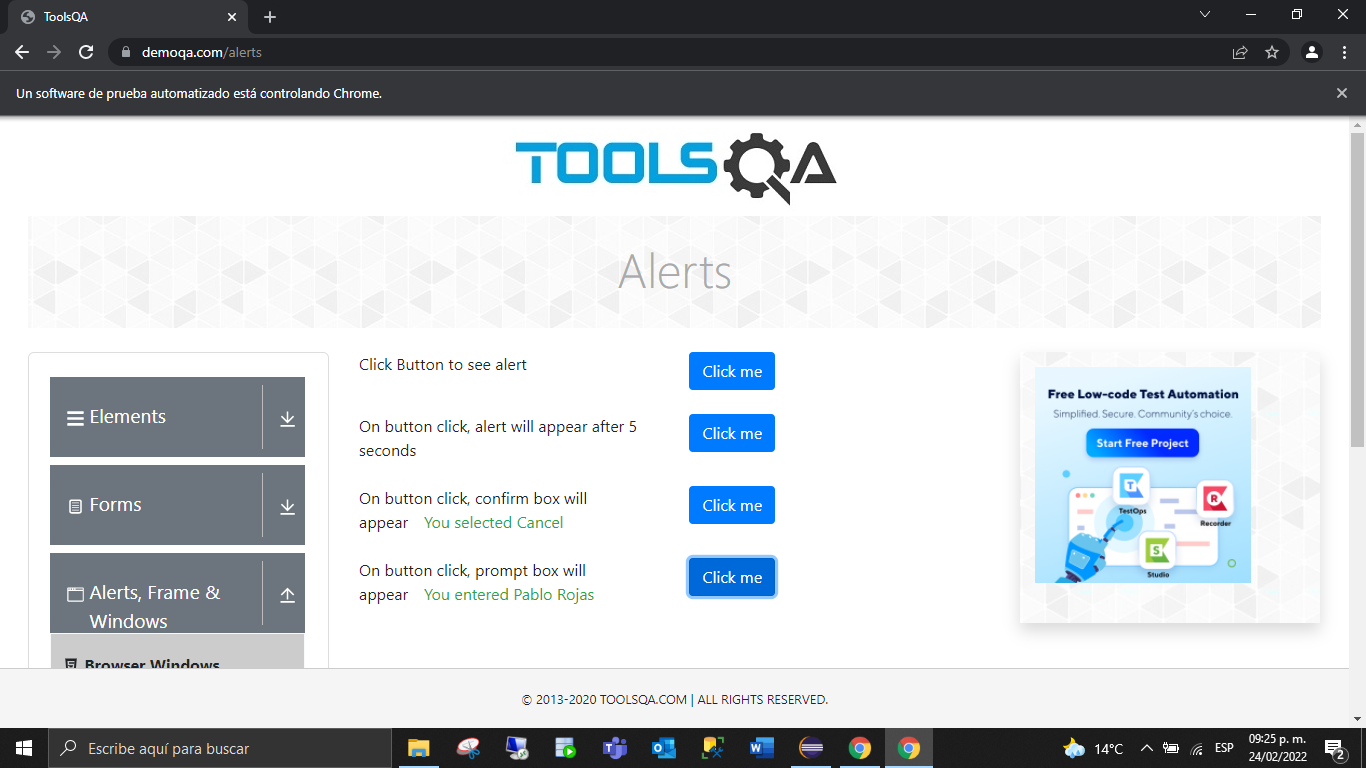 ToolsQA
demoqa.com/alerts
Un software de prueba automatizado está controlando Chrome.
TOOLSQA
Alerts
Elements
Forms
Alerts, Frame &
Windows
Browser Windows
Click Button to see alert
Click me
On button click, alert will appear after 5
seconds
Click me
On button click, confirm box will
appear You selected Cancel
Click me
On button click, prompt box will
appear You entered Pablo Rojas
Click me
Free Low-code Test Automation
Simplified. Secure. Community's choice.
Start Free Project
TestOps
Recorder
Studio
© 2013-2020 TOOLSQA.COM | ALL RIGHTS RESERVED.
Escribe aquí para buscar
14°C
ESP
09:25 p. m.
24/02/2022
2